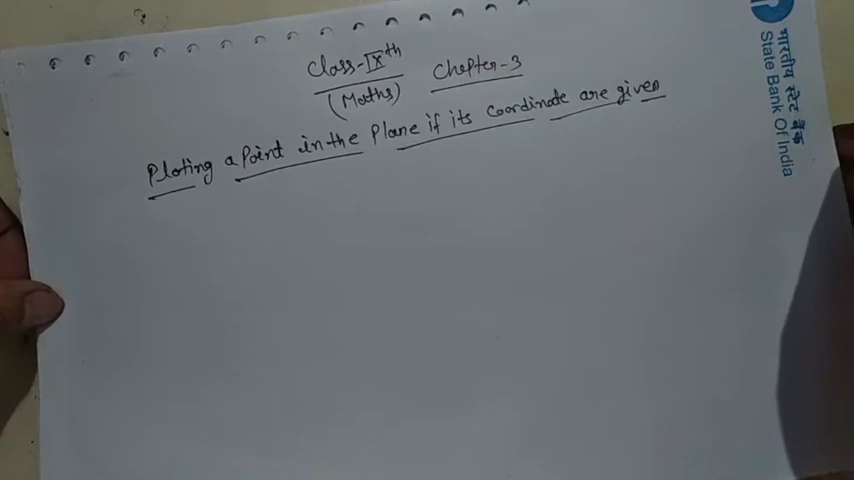 Class-IXth
(Maths)
Chepter-3
Ploting a Point in the Plane if its Coordinate are given
भारतीय स्टेट बैंक
State Bank Of India